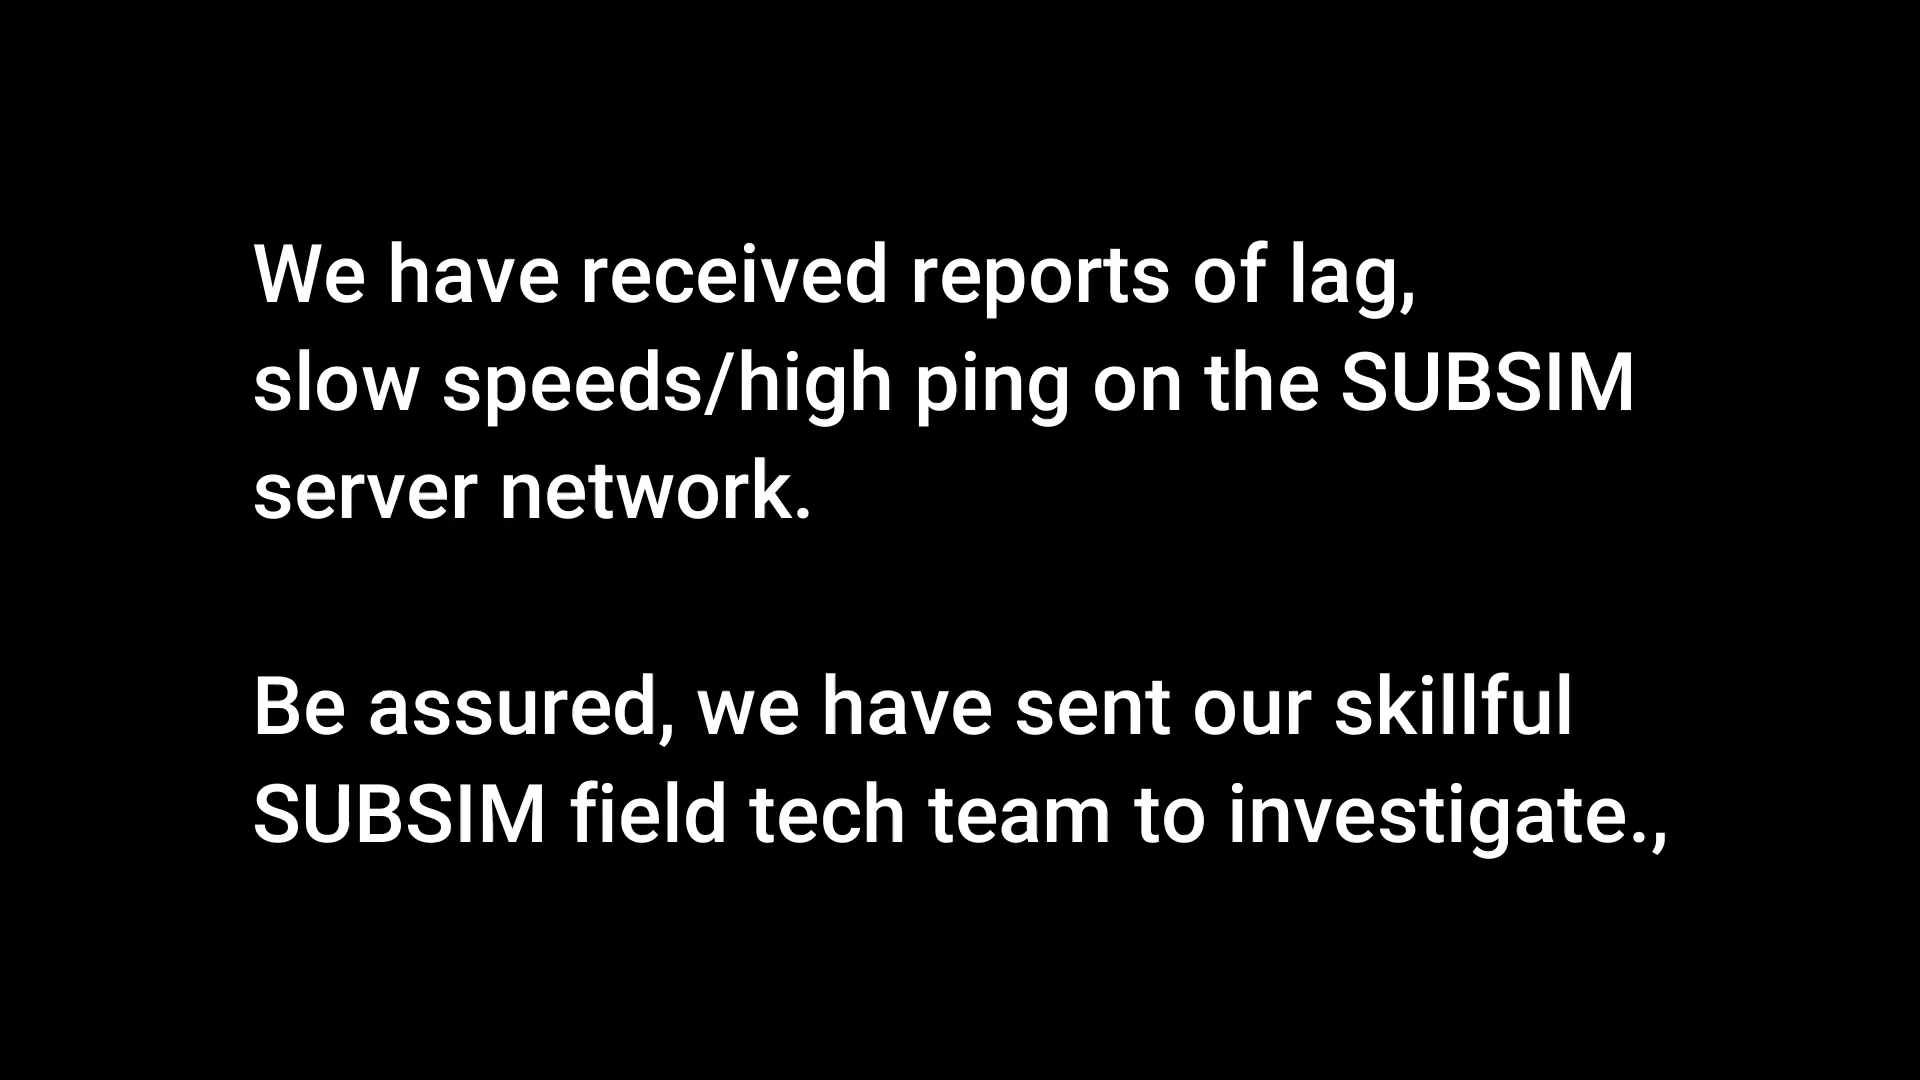 We have received reports of lag,
slow speeds/high ping on the SUBSIM
server network.
Be assured, we have sent our skillful
SUBSIM field tech team to investigate.,